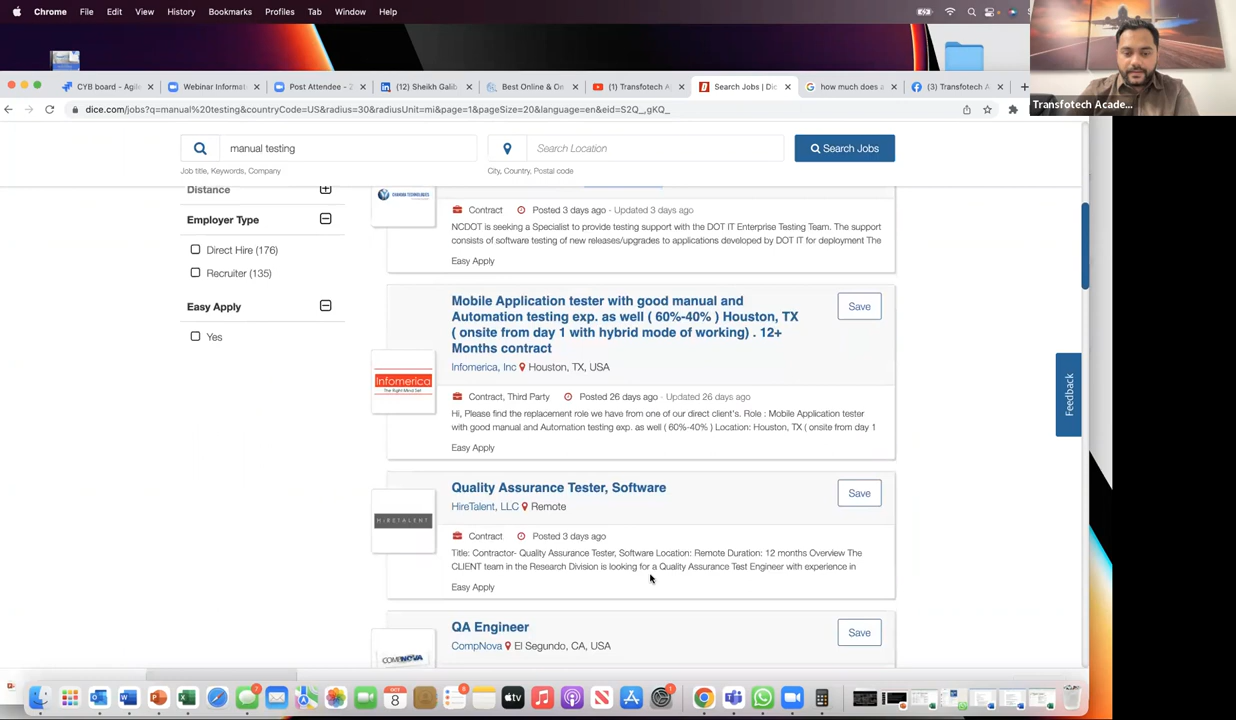 Chrome File Edit View History Bookmarks Profiles Tab Window Help
CYB board - Agile
Webinar Informat
Post Attendee - Z
(12) Sheikh Galib
Best Online & On
Transfotech A
Search Jobs | Dic
how much does a
(3) Transfotech A
dice.com/jobs?q=manual%20testing&countryCode=US&radius=30&radiusUnit=mi&page=1&pageSize=20&language=en&eid=S2Q_,gKQ_
Transfotech Acade...
manual testing
Search Location
Search Jobs
Job title, Keywords, Company
City, Country, Postal code
Distance
Employer Type
Direct Hire (176)
Recruiter (135)
Easy Apply
Yes
Contract Posted 3 days ago - Updated 3 days ago
NCDOT is seeking a Specialist to provide testing support with the DOT IT Enterprise Testing Team. The support
consists of software testing of new releases/upgrades to applications developed by DOT IT for deployment The
Easy Apply
Mobile Application tester with good manual and
Automation testing exp. as well ( 60%-40% ) Houston, TX
( onsite from day 1 with hybrid mode of working) . 12+
Months contract
Save
Infomerica, Inc Houston, TX, USA
Infomerica
The Right Mind Set
Contract, Third Party Posted 26 days ago - Updated 26 days ago
Hi, Please find the replacement role we have from one of our direct client's. Role : Mobile Application tester
with good manual and Automation testing exp. as well ( 60%-40% ) Location: Houston, TX ( onsite from day 1
Easy Apply
Feedback
Quality Assurance Tester, Software
Save
HireTalent, LLC Remote
HIRETALENT
Contract Posted 3 days ago
Title: Contractor- Quality Assurance Tester, Software Location: Remote Duration: 12 months Overview The
CLIENT team in the Research Division is looking for a Quality Assurance Test Engineer with experience in
Easy Apply
QA Engineer
Save
CompNova El Segundo, CA, USA
COMPNOVA
OCT
8